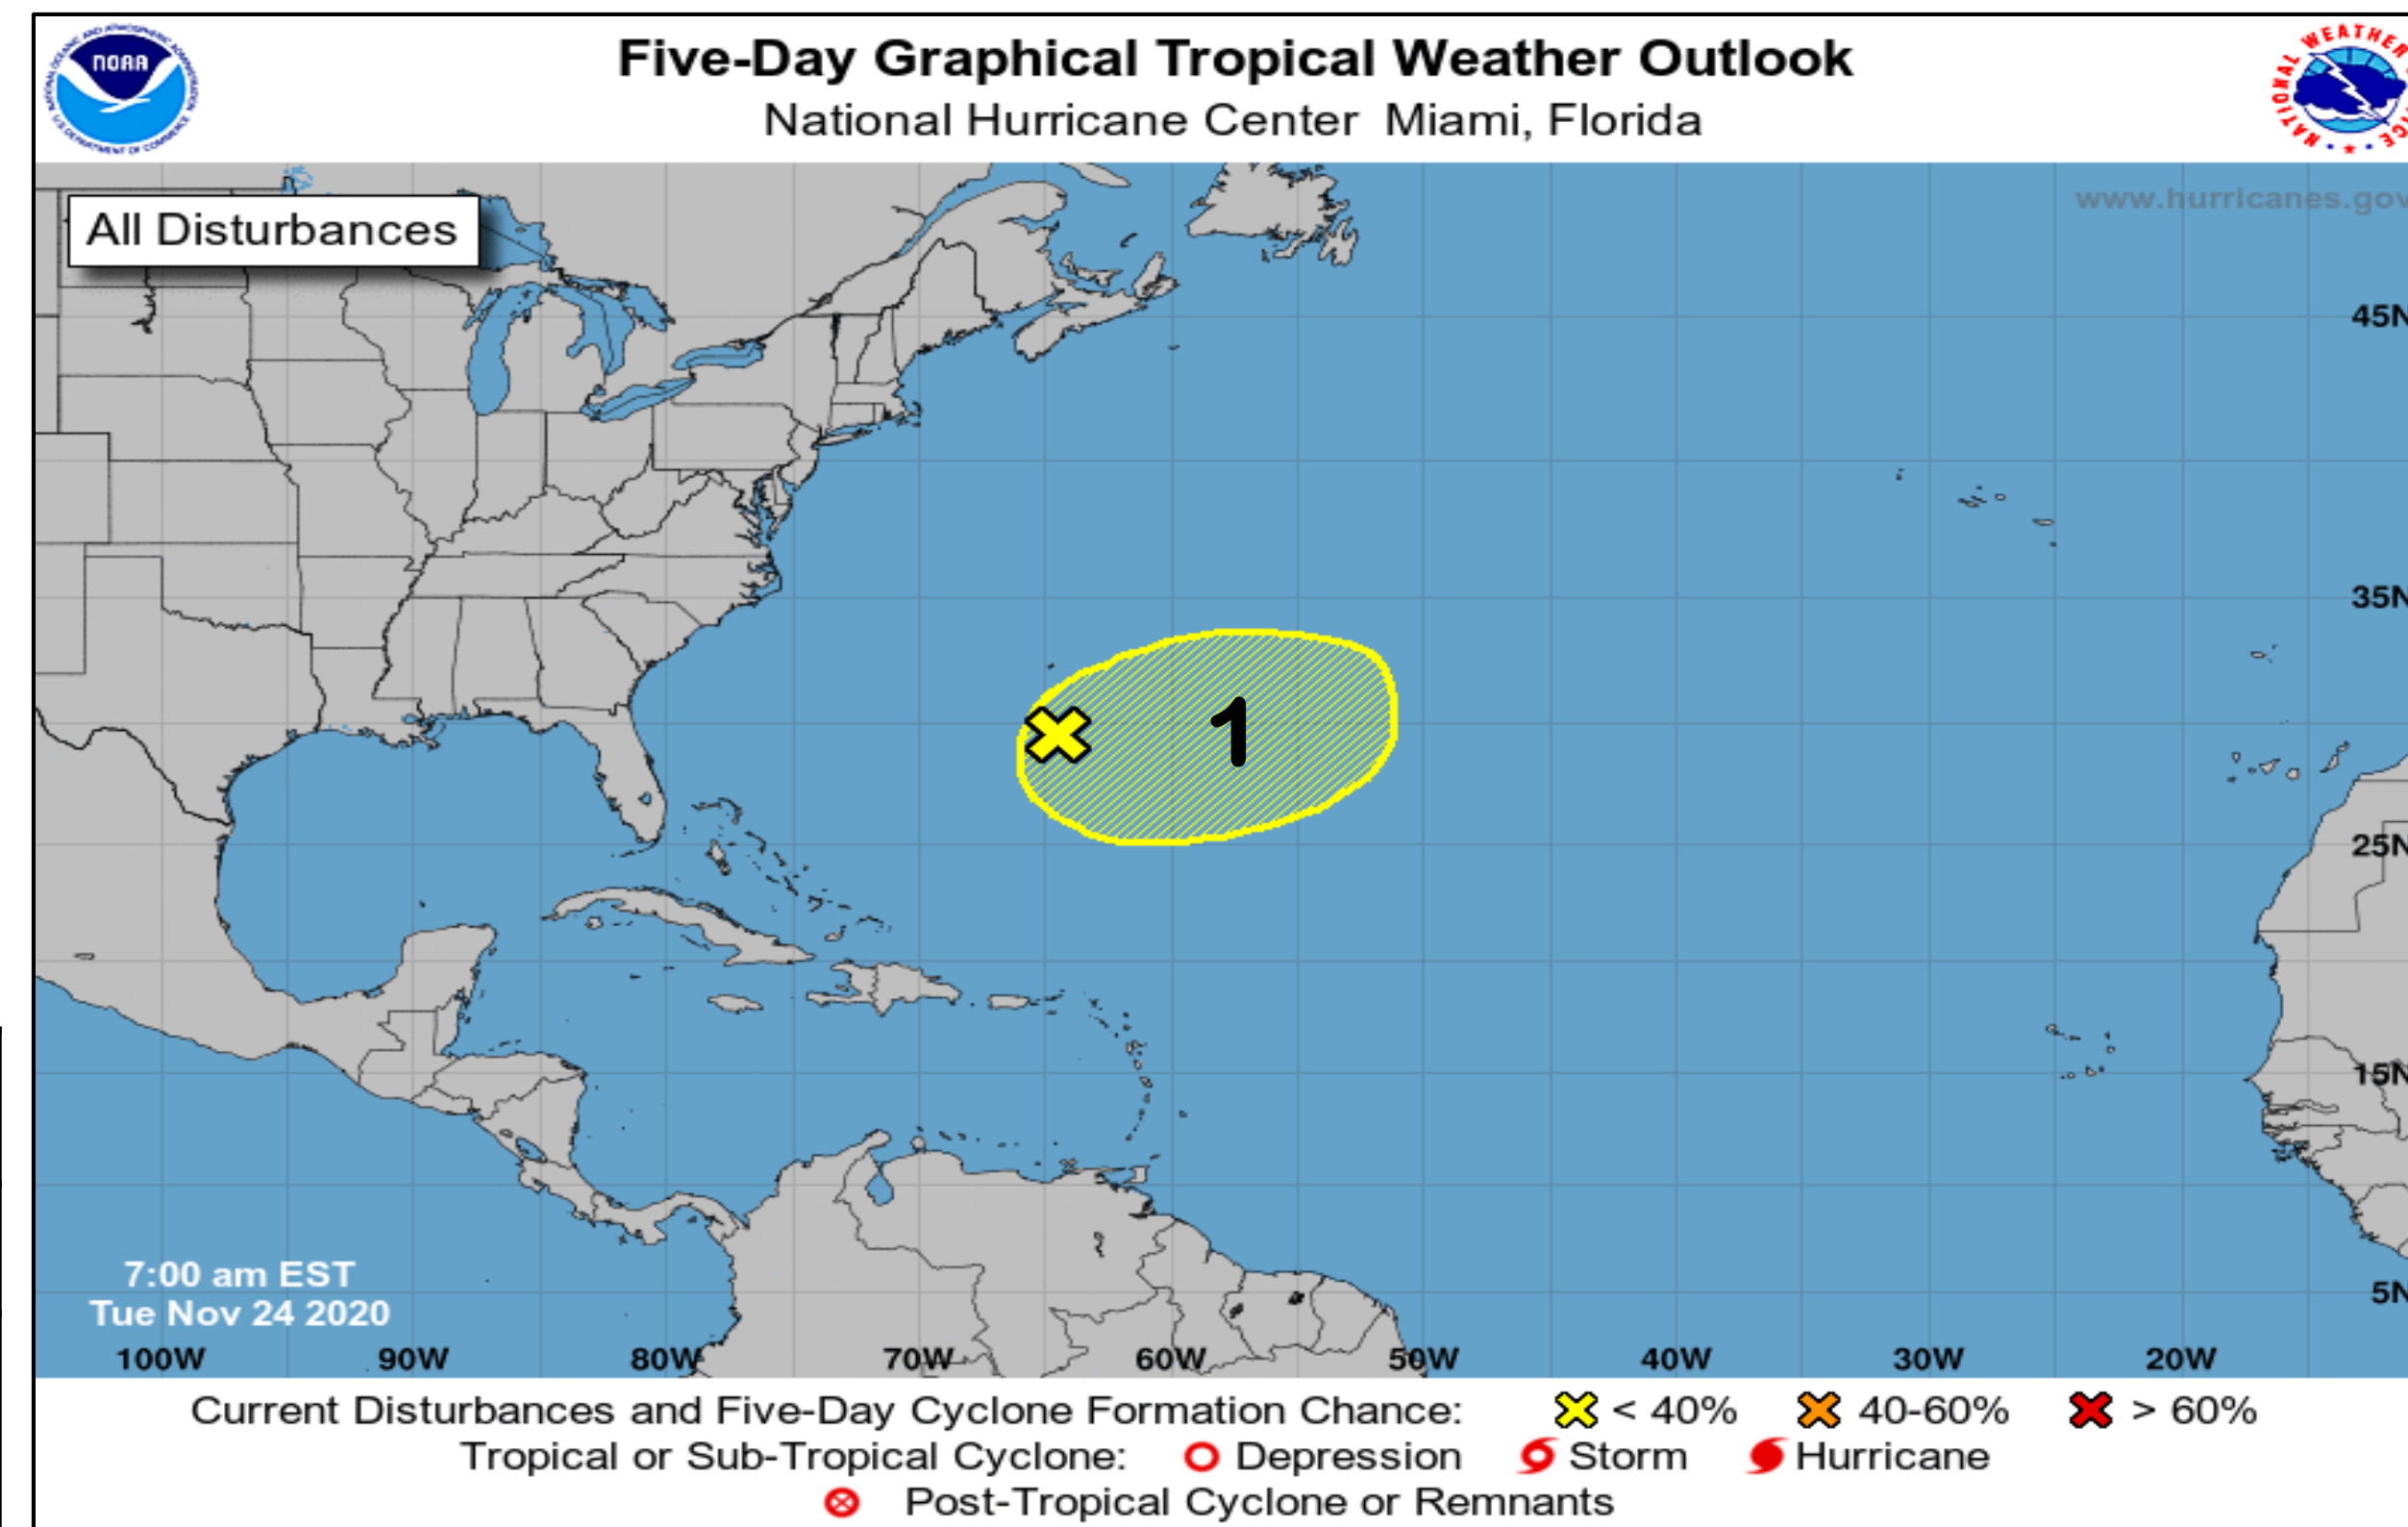 Five-Day Graphical Tropical Weather Outlook
National Hurricane Center Miami, Florida
NOAA
NATIONAL WEATHER
www.hurricanes.gov
All Disturbances
45N
35N
1
25N
15N
5N
7:00 am EST
Tue Nov 24 2020
100W 90W 80W 70W 60W 50W 40W 30W 20W
Current Disturbances and Five-Day Cyclone Formation Chance: < 40% 40-60% > 60%
Tropical or Sub-Tropical Cyclone: Depression Storm Hurricane
Post-Tropical Cyclone or Remnants